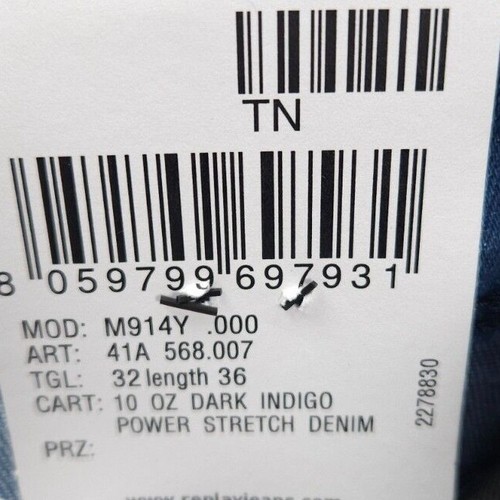 TN
8 059799 697931
MOD: M914Y .000
ART: 41A 568.007
TGL: 32 length 36
CART: 10 OZ DARK INDIGO
POWER STRETCH DENIM
PRZ:
2278830